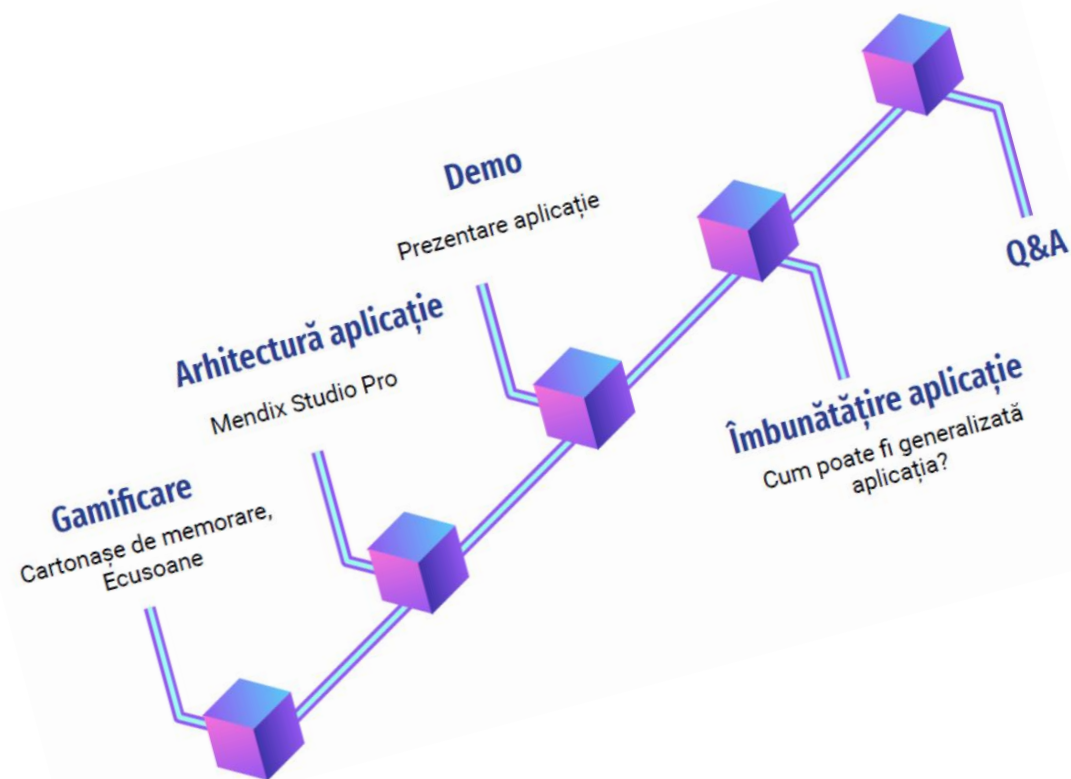 Gamificare
Cartonașe de memorare,
Ecusoane
Arhitectură aplicație
Mendix Studio Pro
Demo
Prezentare aplicație
Îmbunătățire aplicație
Cum poate fi generalizată
aplicația?
Q&A